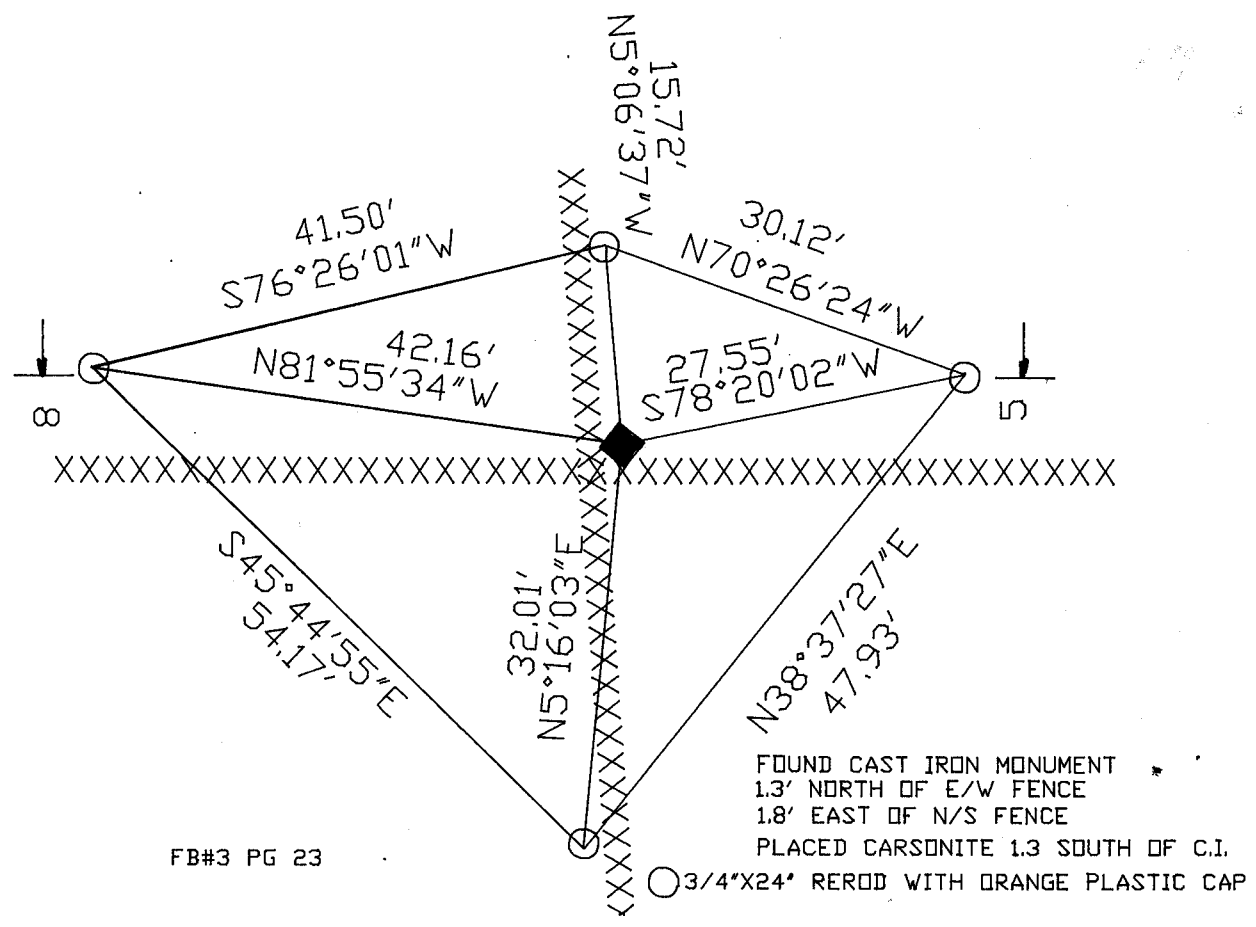 15.72'
N5°06'37"W
41.50'
S76°26'01"W
30.12'
N70°26'24"W
42.16'
N81°55'34"W
27.55'
S78°20'02"W
8
5
XXX
XXXXXXXXXXXXXXXXXXXXXXXXXXXXXXXXXXXXXXXXXXXXXXXXX
S45°44'55"E
54.17'
32.01'
N5°16'03"E
N38°37'27"E
47.93'
FOUND CAST IRON MONUMENT
1.3' NORTH OF E/W FENCE
1.8' EAST OF N/S FENCE
PLACED CARSONITE 1.3 SOUTH OF C.I.
FB#3 PG 23
3/4"X24" REROD WITH ORANGE PLASTIC CAP